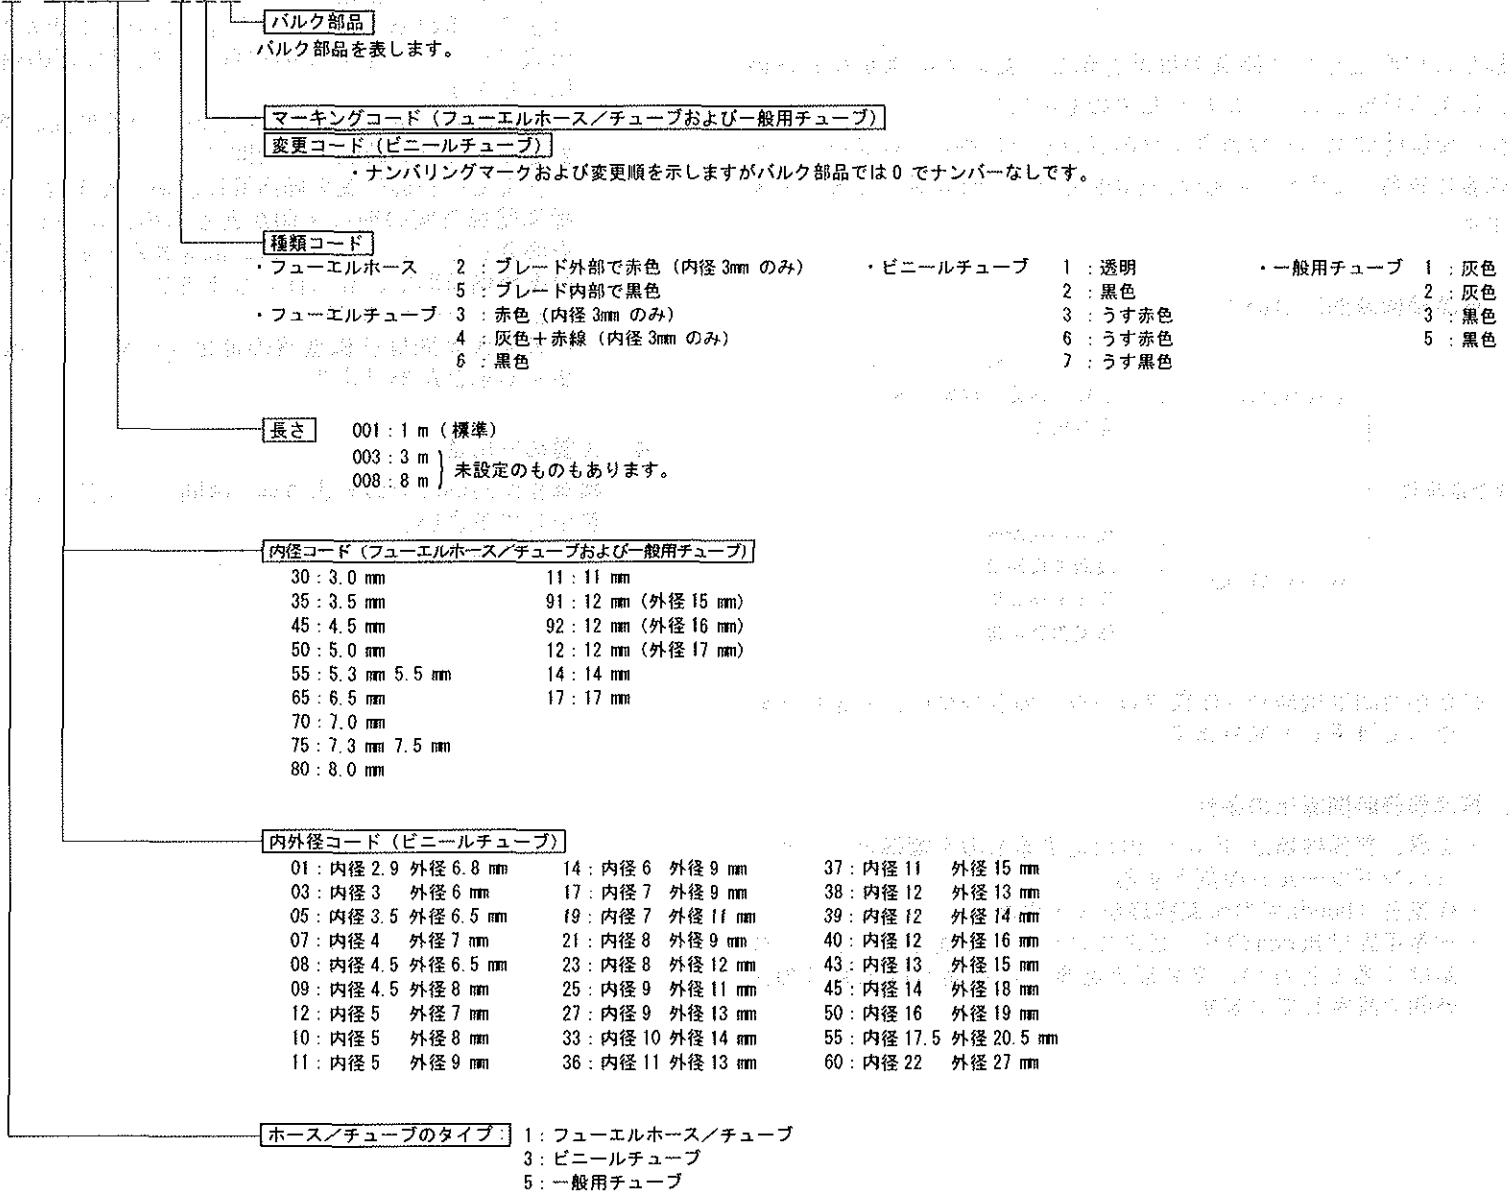 バルク部品
バルク部品を表します。
マーキングコード（フューエルホース／チューブおよび一般用チューブ）
変更コード（ビニールチューブ）
・ナンバリングマークおよび変更順を示しますがバルク部品では0 でナンバーなしです。
種類コード
・フューエルホース 2 : ブレード外部で赤色（内径 3mm のみ）
5 : ブレード内部で黒色
・フューエルチューブ 3 : 赤色（内径 3mm のみ）
4 : 灰色＋赤線（内径 3mm のみ）
6 : 黒色
・ビニールチューブ 1 : 透明
2 : 黒色
3 : うす赤色
6 : うす赤色
7 : うす黒色
・一般用チューブ 1 : 灰色
2 : 灰色
3 : 黒色
5 : 黒色
長さ 001 : 1 m（標準）
003 : 3 m
008 : 8 m
未設定のものもあります。
内径コード（フューエルホース／チューブおよび一般用チューブ）
30 : 3.0 mm
35 : 3.5 mm
45 : 4.5 mm
50 : 5.0 mm
55 : 5.3 mm 5.5 mm
65 : 6.5 mm
70 : 7.0 mm
75 : 7.3 mm 7.5 mm
80 : 8.0 mm
11 : 11 mm
91 : 12 mm（外径 15 mm）
92 : 12 mm（外径 16 mm）
12 : 12 mm（外径 17 mm）
14 : 14 mm
17 : 17 mm
内外径コード（ビニールチューブ）
01 : 内径 2.9 外径 6.8 mm
03 : 内径 3 外径 6 mm
05 : 内径 3.5 外径 6.5 mm
07 : 内径 4 外径 7 mm
08 : 内径 4.5 外径 6.5 mm
09 : 内径 4.5 外径 8 mm
12 : 内径 5 外径 7 mm
10 : 内径 5 外径 8 mm
11 : 内径 5 外径 9 mm
14 : 内径 6 外径 9 mm
17 : 内径 7 外径 9 mm
19 : 内径 7 外径 11 mm
21 : 内径 8 外径 9 mm
23 : 内径 8 外径 12 mm
25 : 内径 9 外径 11 mm
27 : 内径 9 外径 13 mm
33 : 内径 10 外径 14 mm
36 : 内径 11 外径 13 mm
37 : 内径 11 外径 15 mm
38 : 内径 12 外径 13 mm
39 : 内径 12 外径 14 mm
40 : 内径 12 外径 16 mm
43 : 内径 13 外径 15 mm
45 : 内径 14 外径 18 mm
50 : 内径 16 外径 19 mm
55 : 内径 17.5 外径 20.5 mm
60 : 内径 22 外径 27 mm
ホース／チューブのタイプ : 1 : フューエルホース／チューブ
3 : ビニールチューブ
5 : 一般用チューブ